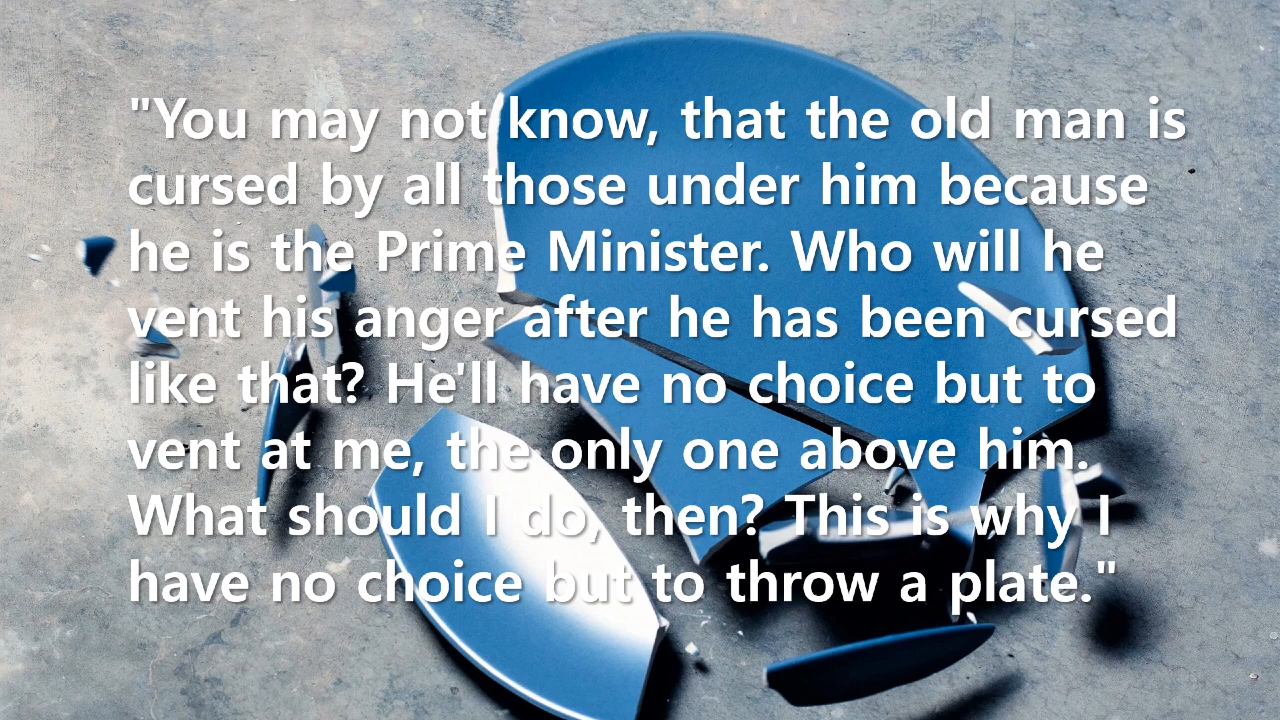 "You may not know, that the old man is
cursed by all those under him because
he is the Prime Minister. Who will he
vent his anger after he has been cursed
like that? He'll have no choice but to
vent at me, the only one above him.
What should I do, then? This is why I
have no choice but to throw a plate."